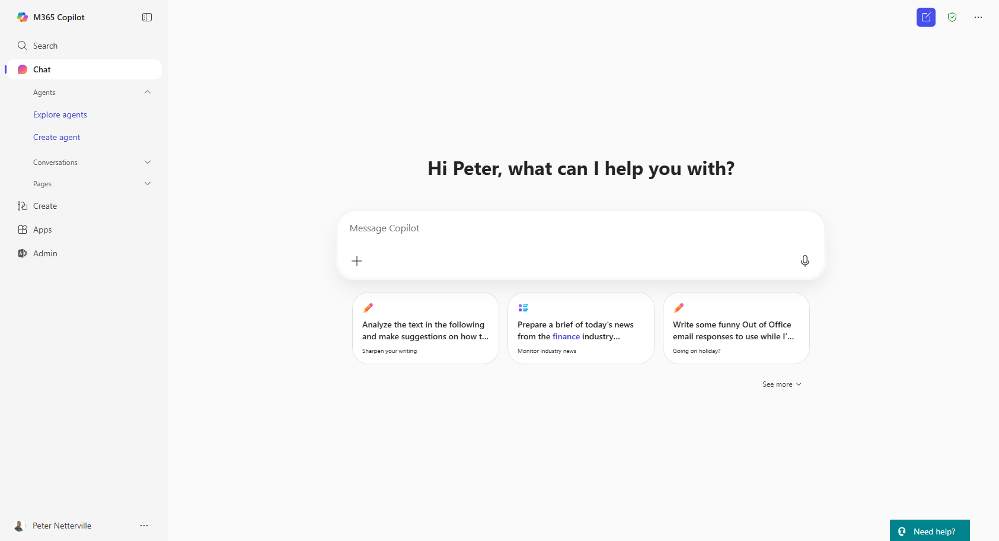 M365 Copilot
Search
Chat
Agents
Explore agents
Create agent
Conversations
Pages
Create
Apps
Admin
Peter Netterville
Hi Peter, what can I help you with?
Message Copilot
Analyze the text in the following
and make suggestions on how t...
Sharpen your writing
Prepare a brief of today's news
from the finance industry...
Monitor industry news
Write some funny Out of Office
email responses to use while I'...
Going on holiday?
See more
Need help?